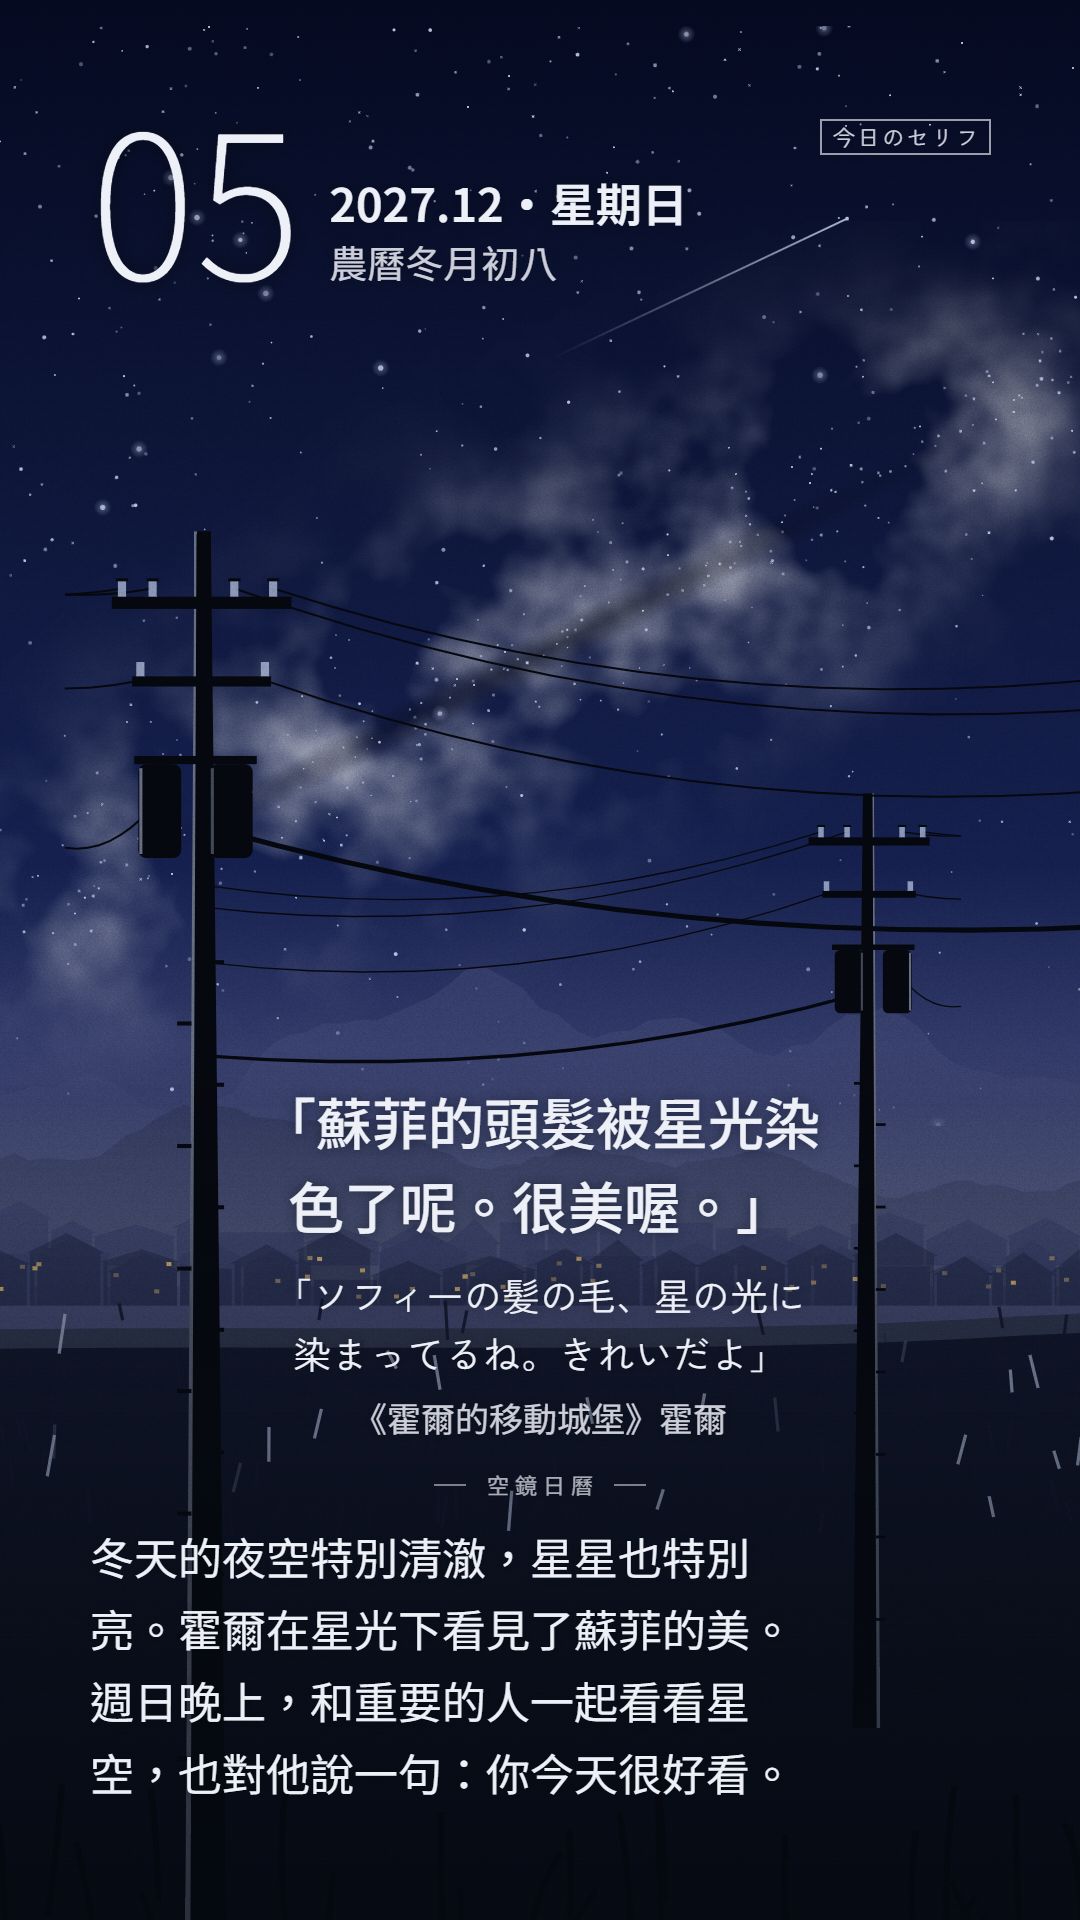 05
2027.12・星期日
農曆冬月初八
今日のセリフ
「蘇菲的頭髮被星光染
色了呢。很美喔。」
「ソフィーの髪の毛、星の光に
染まってるね。きれいだよ」
《霍爾的移動城堡》霍爾
— 空鏡日曆 —
冬天的夜空特別清澈，星星也特別
亮。霍爾在星光下看見了蘇菲的美。
週日晚上，和重要的人一起看看星
空，也對他說一句：你今天很好看。